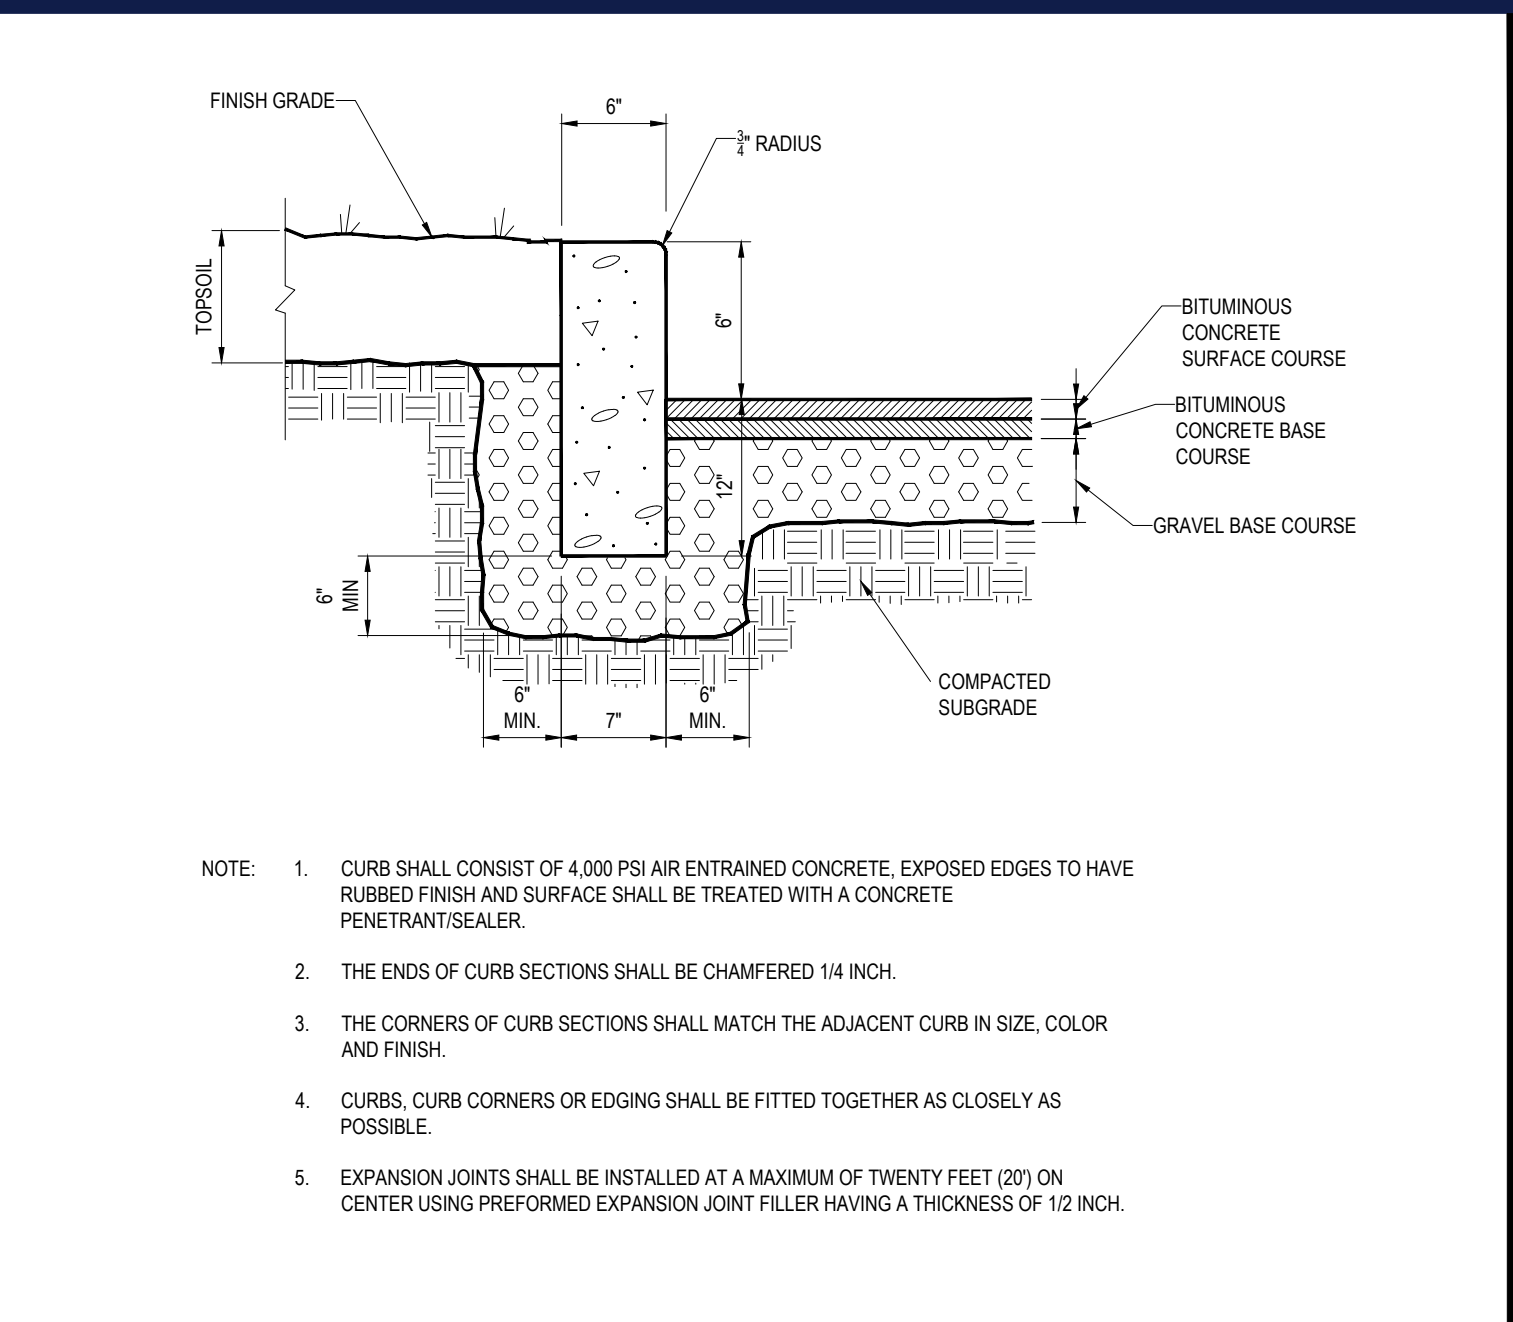 FINISH GRADE
6"
3/4" RADIUS
TOPSOIL
6"
BITUMINOUS
CONCRETE
SURFACE COURSE
BITUMINOUS
CONCRETE BASE
COURSE
12"
GRAVEL BASE COURSE
6"
MIN
COMPACTED
SUBGRADE
6"
MIN.
7"
6"
MIN.
NOTE: 1. CURB SHALL CONSIST OF 4,000 PSI AIR ENTRAINED CONCRETE, EXPOSED EDGES TO HAVE
RUBBED FINISH AND SURFACE SHALL BE TREATED WITH A CONCRETE
PENETRANT/SEALER.
2. THE ENDS OF CURB SECTIONS SHALL BE CHAMFERED 1/4 INCH.
3. THE CORNERS OF CURB SECTIONS SHALL MATCH THE ADJACENT CURB IN SIZE, COLOR
AND FINISH.
4. CURBS, CURB CORNERS OR EDGING SHALL BE FITTED TOGETHER AS CLOSELY AS
POSSIBLE.
5. EXPANSION JOINTS SHALL BE INSTALLED AT A MAXIMUM OF TWENTY FEET (20') ON
CENTER USING PREFORMED EXPANSION JOINT FILLER HAVING A THICKNESS OF 1/2 INCH.